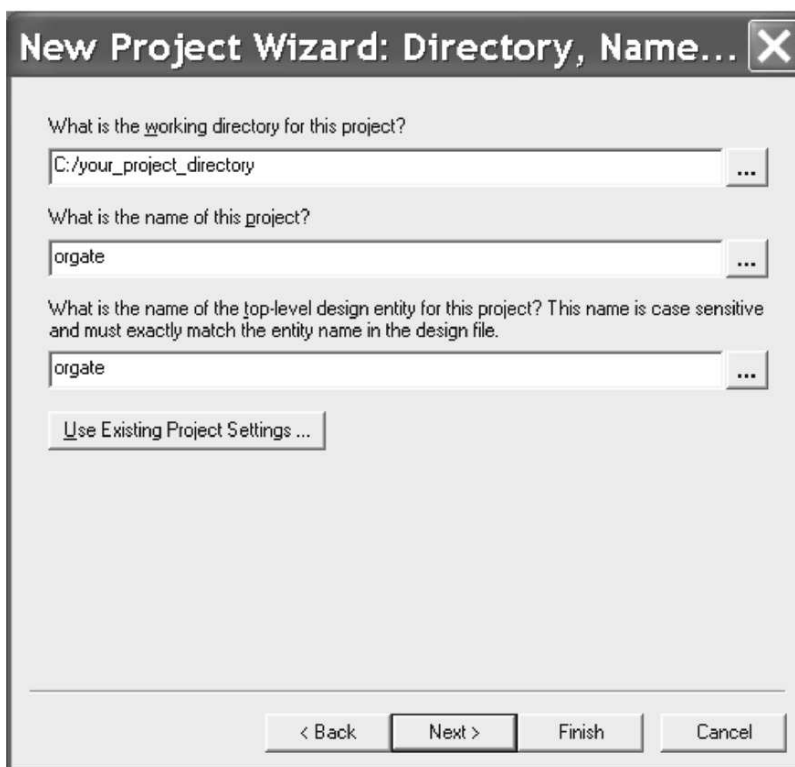 New Project Wizard: Directory, Name...
What is the working directory for this project?
C:/your_project_directory
...
What is the name of this project?
orgate
...
What is the name of the top-level design entity for this project? This name is case sensitive
and must exactly match the entity name in the design file.
orgate
...
Use Existing Project Settings ...
< Back Next > Finish Cancel